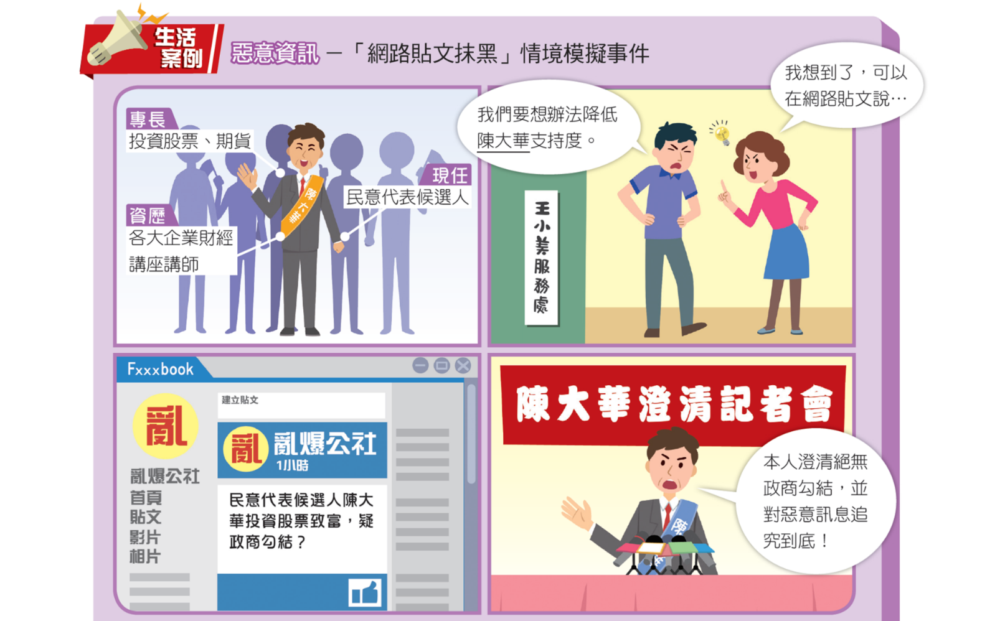 生活
案例
惡意資訊－「網路貼文抹黑」情境模擬事件
專長
投資股票、期貨
現任
民意代表候選人
資歷
各大企業財經
講座講師
陳大華
我們要想辦法降低
陳大華支持度。
我想到了，可以
在網路貼文說…
王小美服務處
Fxxxbook
亂
亂爆公社
首頁
貼文
影片
相片
建立貼文
亂
亂爆公社
1小時
民意代表候選人陳大
華投資股票致富，疑
政商勾結？
陳大華澄清記者會
本人澄清絕無
政商勾結，並
對惡意訊息追
究到底！
陳